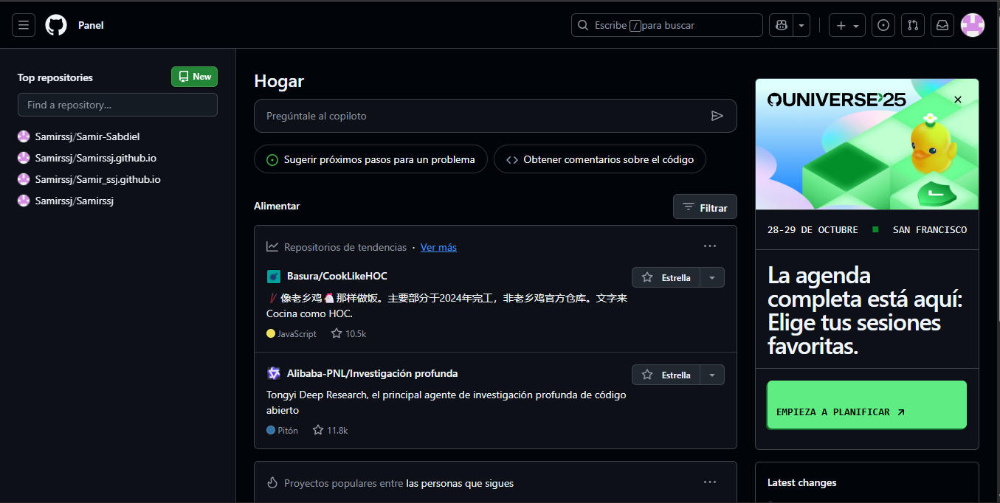 Panel
Escribe / para buscar
Top repositories
New
Find a repository...
Samirssj/Samir-Sabdiel
Samirssj/Samirssj.github.io
Samirssj/Samir_ssj.github.io
Samirssj/Samirssj
Hogar
Pregúntale al copiloto
Sugerir próximos pasos para un problema
Obtener comentarios sobre el código
Alimentar
Filtrar
Repositorios de tendencias · Ver más
Basura/CookLikeHOC
Estrella
像老乡鸡那样做饭。主要部分于2024年完工，非老乡鸡官方仓库。文字来
Cocina como HOC.
JavaScript 10.5k
Alibaba-PNL/Investigación profunda
Estrella
Tongyi Deep Research, el principal agente de investigación profunda de código
abierto
Pitón 11.8k
Proyectos populares entre las personas que sigues
UNIVERSE'25
28-29 DE OCTUBRE SAN FRANCISCO
La agenda
completa está aquí:
Elige tus sesiones
favoritas.
EMPIEZA A PLANIFICAR
Latest changes